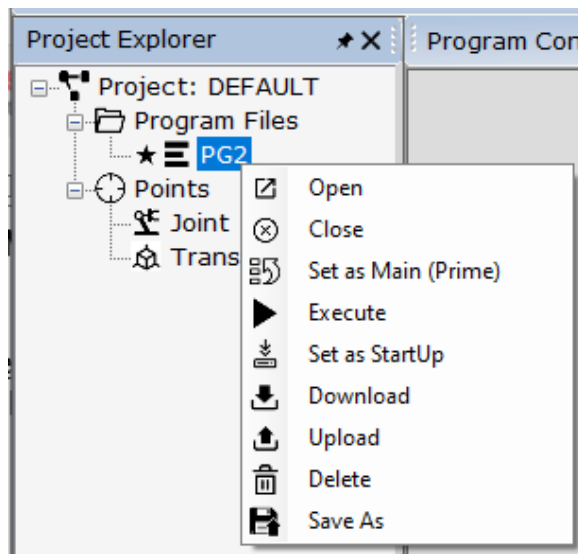 Project Explorer
Program Con
Project: DEFAULT
Program Files
PG2
Points
Joint
Trans
Open
Close
Set as Main (Prime)
Execute
Set as StartUp
Download
Upload
Delete
Save As